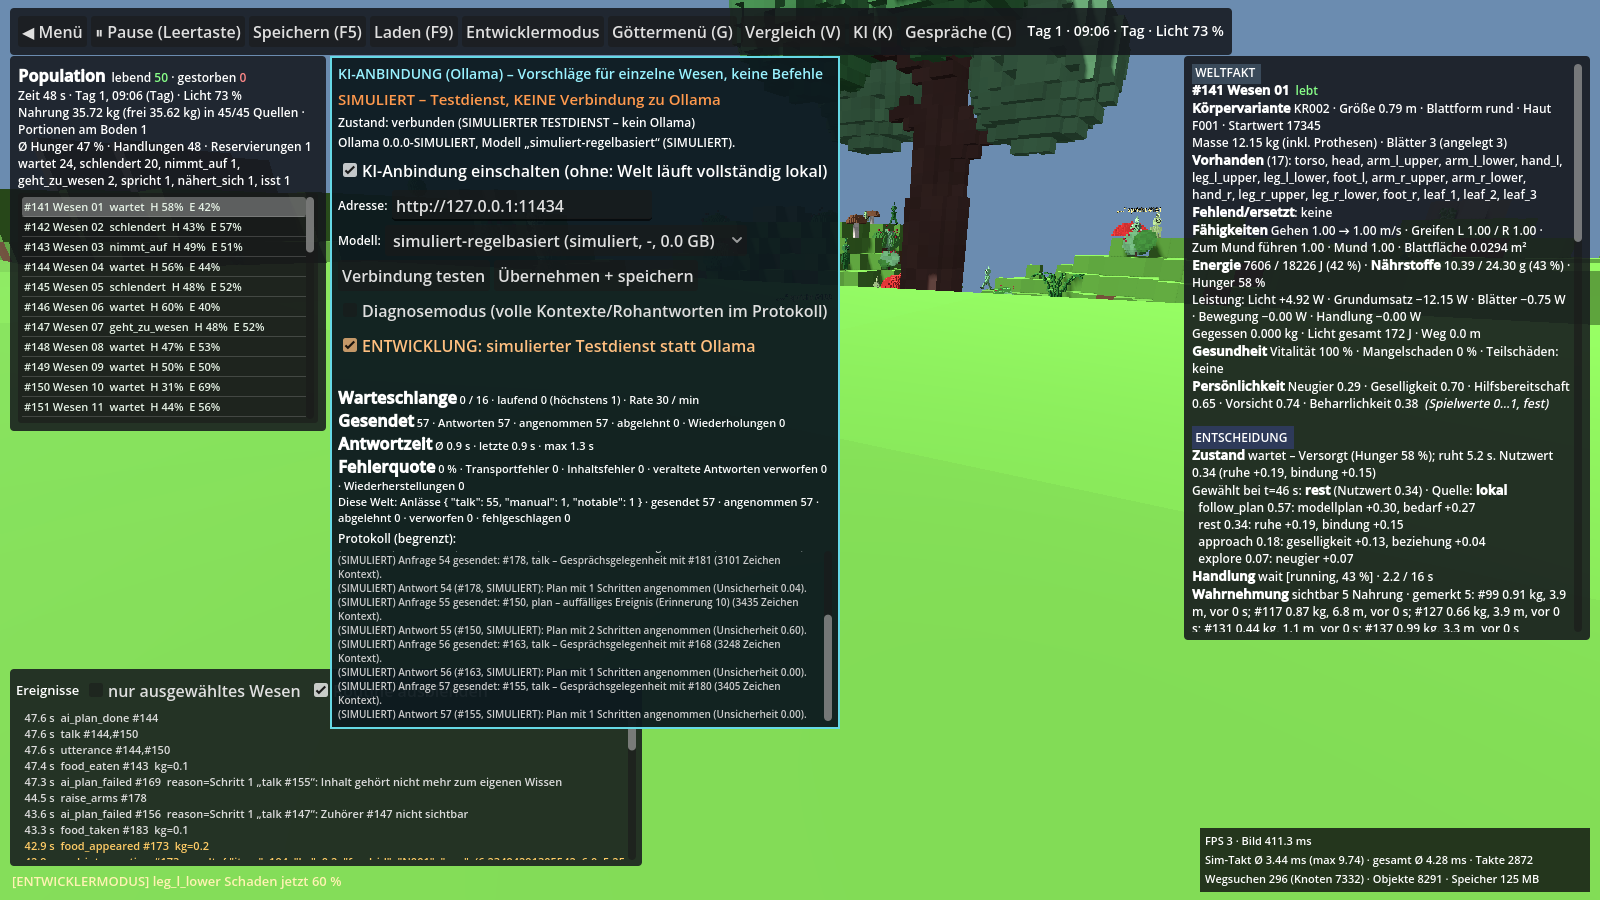 ◀ Menü ⏸ Pause (Leertaste) Speichern (F5) Laden (F9) Entwicklermodus Göttermenü (G) Vergleich (V) KI (K) Gespräche (C) Tag 1 · 09:06 · Tag · Licht 73 %
Population lebend 50 · gestorben 0
Zeit 48 s · Tag 1, 09:06 (Tag) · Licht 73 %
Nahrung 35.72 kg (frei 35.62 kg) in 45/45 Quellen ·
Portionen am Boden 1
Ø Hunger 47 % · Handlungen 48 · Reservierungen 1
wartet 24, schlendert 20, nimmt_auf 1,
geht_zu_wesen 2, spricht 1, nähert_sich 1, isst 1
#141 Wesen 01 wartet H 58% E 42%
#142 Wesen 02 schlendert H 43% E 57%
#143 Wesen 03 nimmt_auf H 49% E 51%
#144 Wesen 04 wartet H 56% E 44%
#145 Wesen 05 schlendert H 48% E 52%
#146 Wesen 06 wartet H 60% E 40%
#147 Wesen 07 geht_zu_wesen H 48% E 52%
#148 Wesen 08 wartet H 47% E 53%
#149 Wesen 09 wartet H 50% E 50%
#150 Wesen 10 wartet H 31% E 69%
#151 Wesen 11 wartet H 44% E 56%
KI-ANBINDUNG (Ollama) – Vorschläge für einzelne Wesen, keine Befehle
SIMULIERT – Testdienst, KEINE Verbindung zu Ollama
Zustand: verbunden (SIMULIERTER TESTDIENST – kein Ollama)
Ollama 0.0.0-SIMULIERT, Modell „simuliert-regelbasiert“ (SIMULIERT).
KI-Anbindung einschalten (ohne: Welt läuft vollständig lokal)
Adresse: http://127.0.0.1:11434
Modell: simuliert-regelbasiert (simuliert, -, 0.0 GB)
Verbindung testen Übernehmen + speichern
Diagnosemodus (volle Kontexte/Rohantworten im Protokoll)
ENTWICKLUNG: simulierter Testdienst statt Ollama
Warteschlange 0 / 16 · laufend 0 (höchstens 1) · Rate 30 / min
Gesendet 57 · Antworten 57 · angenommen 57 · abgelehnt 0 · Wiederholungen 0
Antwortzeit Ø 0.9 s · letzte 0.9 s · max 1.3 s
Fehlerquote 0 % · Transportfehler 0 · Inhaltsfehler 0 · veraltete Antworten verworfen 0
· Wiederherstellungen 0
Diese Welt: Anlässe { "talk": 55, "manual": 1, "notable": 1 } · gesendet 57 · angenommen 57 ·
abgelehnt 0 · verworfen 0 · fehlgeschlagen 0
Protokoll (begrenzt):
(SIMULIERT) Anfrage 54 gesendet: #178, talk – Gesprächsgelegenheit mit #181 (3101 Zeichen
Kontext).
(SIMULIERT) Antwort 54 (#178, SIMULIERT): Plan mit 1 Schritten angenommen (Unsicherheit 0.04).
(SIMULIERT) Anfrage 55 gesendet: #150, plan – auffälliges Ereignis (Erinnerung 10) (3435 Zeichen
Kontext).
(SIMULIERT) Antwort 55 (#150, SIMULIERT): Plan mit 2 Schritten angenommen (Unsicherheit 0.60).
(SIMULIERT) Anfrage 56 gesendet: #163, talk – Gesprächsgelegenheit mit #168 (3248 Zeichen
Kontext).
(SIMULIERT) Antwort 56 (#163, SIMULIERT): Plan mit 1 Schritten angenommen (Unsicherheit 0.00).
(SIMULIERT) Anfrage 57 gesendet: #155, talk – Gesprächsgelegenheit mit #180 (3405 Zeichen
Kontext).
(SIMULIERT) Antwort 57 (#155, SIMULIERT): Plan mit 1 Schritten angenommen (Unsicherheit 0.00).
WELTFAKT
#141 Wesen 01 lebt
Körpervariante KR002 · Größe 0.79 m · Blattform rund · Haut
F001 · Startwert 17345
Masse 12.15 kg (inkl. Prothesen) · Blätter 3 (angelegt 3)
Vorhanden (17): torso, head, arm_l_upper, arm_l_lower, hand_l,
leg_l_upper, leg_l_lower, foot_l, arm_r_upper, arm_r_lower,
hand_r, leg_r_upper, leg_r_lower, foot_r, leaf_1, leaf_2, leaf_3
Fehlend/ersetzt: keine
Fähigkeiten Gehen 1.00 → 1.00 m/s · Greifen L 1.00 / R 1.00 ·
Zum Mund führen 1.00 · Mund 1.00 · Blattfläche 0.0294 m²
Energie 7606 / 18226 J (42 %) · Nährstoffe 10.39 / 24.30 g (43 %) ·
Hunger 58 %
Leistung: Licht +4.92 W · Grundumsatz −12.15 W · Blätter −0.75 W
· Bewegung −0.00 W · Handlung −0.00 W
Gegessen 0.000 kg · Licht gesamt 172 J · Weg 0.0 m
Gesundheit Vitalität 100 % · Mangelschaden 0 % · Teilschäden:
keine
Persönlichkeit Neugier 0.29 · Geselligkeit 0.70 · Hilfsbereitschaft
0.65 · Vorsicht 0.74 · Beharrlichkeit 0.38 (Spielwerte 0…1, fest)
ENTSCHEIDUNG
Zustand wartet – Versorgt (Hunger 58 %); ruht 5.2 s. Nutzwert
0.34 (ruhe +0.19, bindung +0.15)
Gewählt bei t=46 s: rest (Nutzwert 0.34) · Quelle: lokal
follow_plan 0.57: modellplan +0.30, bedarf +0.27
rest 0.34: ruhe +0.19, bindung +0.15
approach 0.18: geselligkeit +0.13, beziehung +0.04
explore 0.07: neugier +0.07
Handlung wait [running, 43 %] · 2.2 / 16 s
Wahrnehmung sichtbar 5 Nahrung · gemerkt 5: #99 0.91 kg, 3.9
m, vor 0 s; #117 0.87 kg, 6.8 m, vor 0 s; #127 0.66 kg, 3.9 m, vor 0
s; #131 0.44 kg, 1.1 m, vor 0 s; #137 0.99 kg, 3.3 m, vor 0 s
Ereignisse nur ausgewähltes Wesen
47.6 s ai_plan_done #144
47.6 s talk #144,#150
47.6 s utterance #144,#150
47.4 s food_eaten #143 kg=0.1
47.3 s ai_plan_failed #169 reason=Schritt 1 „talk #155“: Inhalt gehört nicht mehr zum eigenen Wissen
44.5 s raise_arms #178
43.6 s ai_plan_failed #156 reason=Schritt 1 „talk #147“: Zuhörer #147 nicht sichtbar
43.3 s food_taken #183 kg=0.1
42.9 s food_appeared #173 kg=0.2
[ENTWICKLERMODUS] leg_l_lower Schaden jetzt 60 %
FPS 3 · Bild 411.3 ms
Sim-Takt Ø 3.44 ms (max 9.74) · gesamt Ø 4.28 ms · Takte 2872
Wegsuchen 296 (Knoten 7332) · Objekte 8291 · Speicher 125 MB